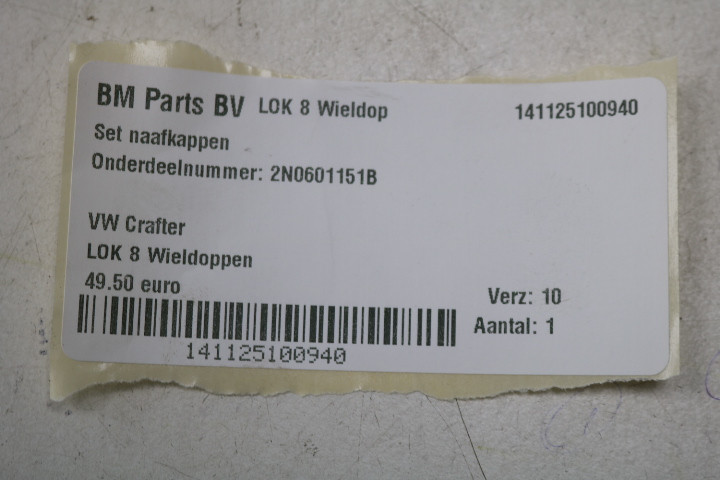 BM Parts BV LOK 8 Wieldop 141125100940
Set naafkappen
Onderdeelnummer: 2N0601151B
VW Crafter
LOK 8 Wieldoppen
49.50 euro
Verz: 10
Aantal: 1
141125100940